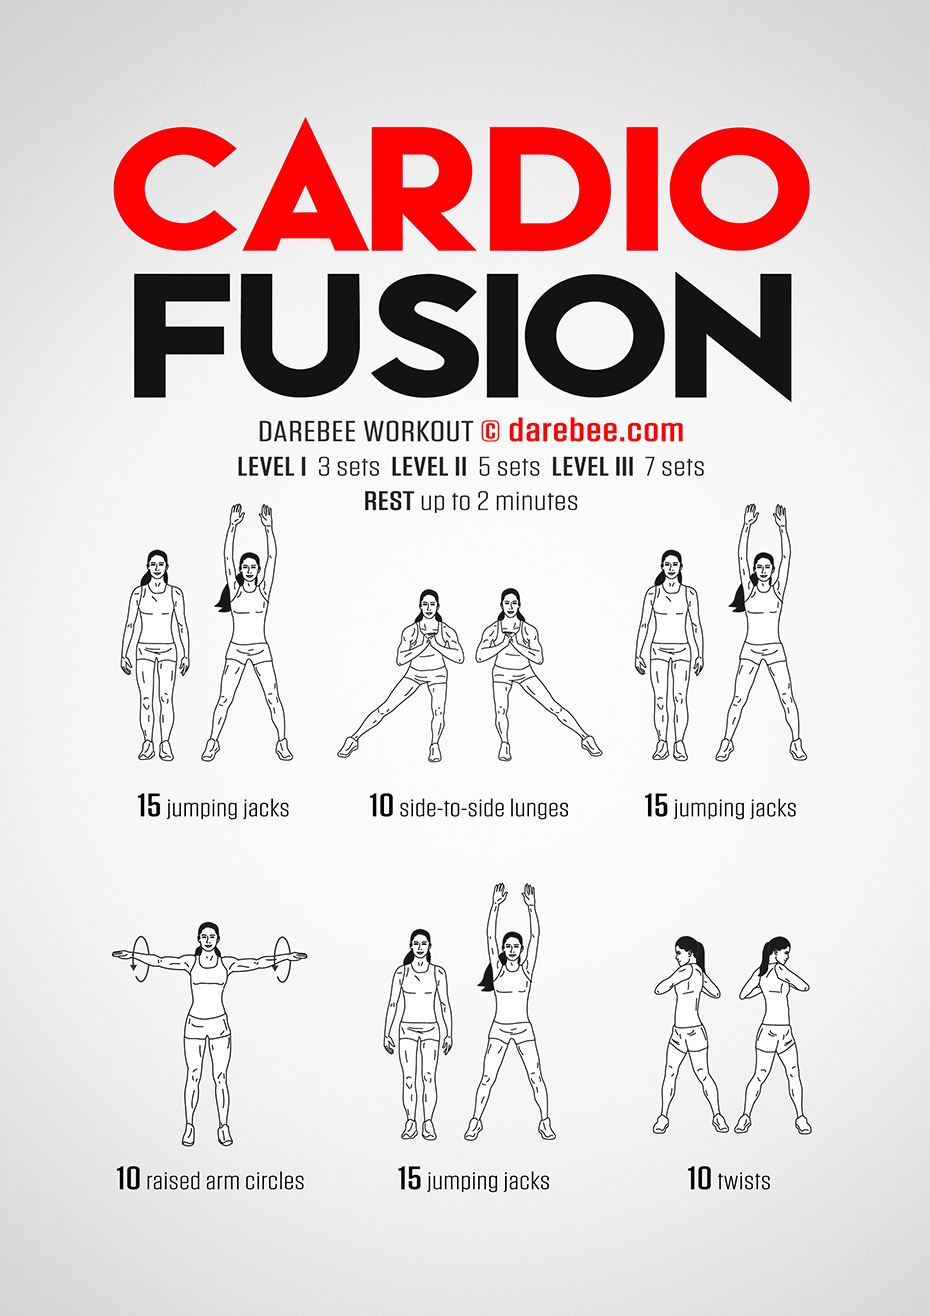 CARDIO
FUSION
DAREBEE WORKOUT © darebee.com
LEVEL I 3 sets LEVEL II 5 sets LEVEL III 7 sets
REST up to 2 minutes
15 jumping jacks
10 side-to-side lunges
15 jumping jacks
10 raised arm circles
15 jumping jacks
10 twists